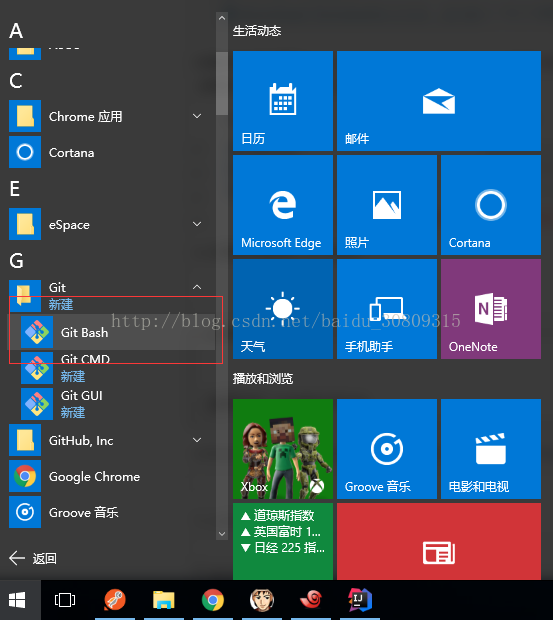 A
C
Chrome 应用
Cortana
E
eSpace
G
Git
新建
Git Bash
Git CMD
新建
Git GUI
新建
GitHub, Inc
Google Chrome
Groove 音乐
返回
生活动态
日历
邮件
Microsoft Edge
照片
Cortana
天气
手机助手
OneNote
http://blog.csdn.net/baidu_30809315
播放和浏览
Xbox
Groove 音乐
电影和电视
▲ 道琼斯指数
▲ 英国富时 1...
▼ 日经 225 指...